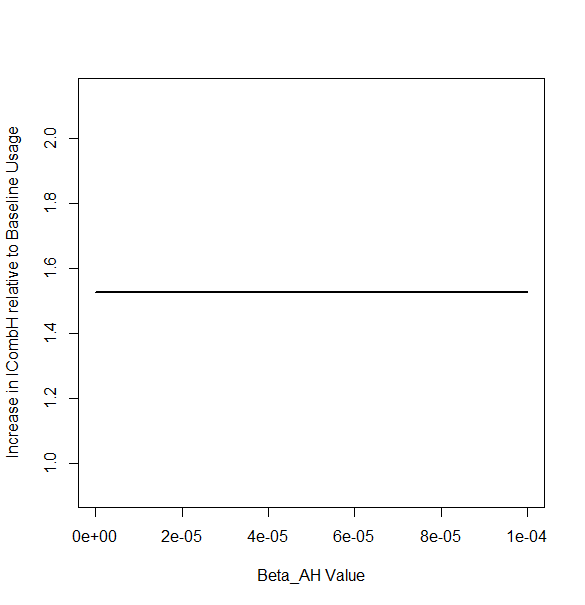 Increase in ICombH relative to Baseline Usage
2.0
1.8
1.6
1.4
1.2
1.0
0e+00 2e-05 4e-05 6e-05 8e-05 1e-04
Beta_AH Value